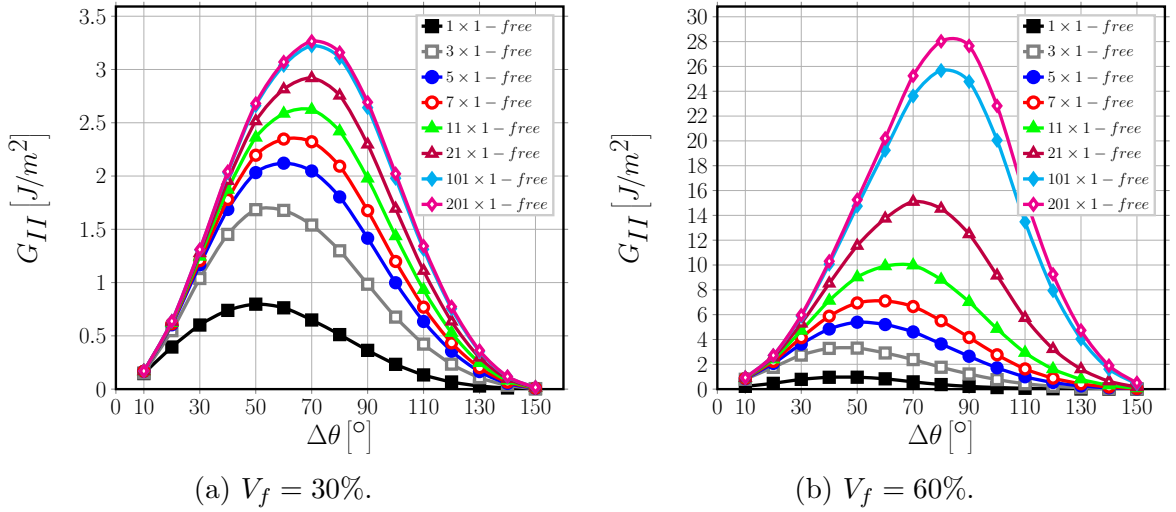 3.5
3
2.5
2
1.5
1
0.5
0
0 10 30 50 70 90 110 130 150
G_{II} [J/m^2]
Δθ [°]
1 × 1 − free
3 × 1 − free
5 × 1 − free
7 × 1 − free
11 × 1 − free
21 × 1 − free
101 × 1 − free
201 × 1 − free
(a) V_f = 30%.
30
28
26
24
22
20
18
16
14
12
10
8
6
4
2
0
0 10 30 50 70 90 110 130 150
G_{II} [J/m^2]
Δθ [°]
1 × 1 − free
3 × 1 − free
5 × 1 − free
7 × 1 − free
11 × 1 − free
21 × 1 − free
101 × 1 − free
201 × 1 − free
(b) V_f = 60%.